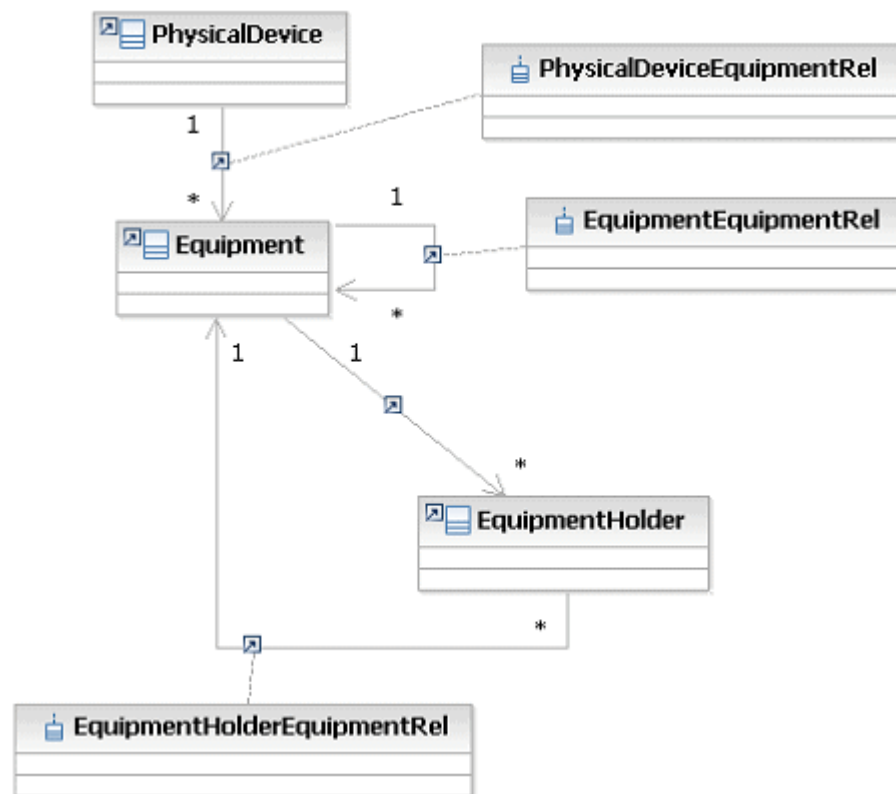 PhysicalDevice
PhysicalDeviceEquipmentRel
1
*
1
EquipmentEquipmentRel
Equipment
*
1
1
*
EquipmentHolder
*
EquipmentHolderEquipmentRel